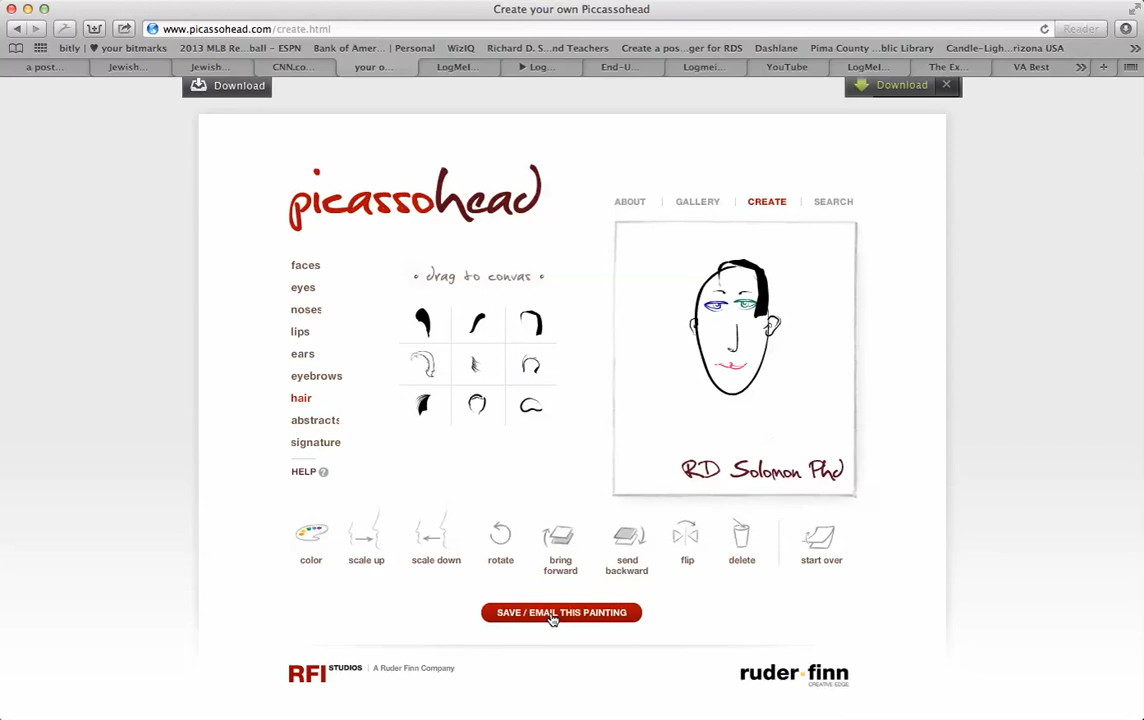 Create your own Piccassohead
www.picassohead.com/create.html
Reader
bitly | ♥ your bitmarks
2013 MLB Re...ball - ESPN
Bank of Amer... | Personal
WizIQ
Richard D. S...nd Teachers
Create a pos...ger for RDS
Dashlane
Pima County ...blic Library
Candle-Ligh...rizona USA
a post...
Jewish...
Jewish...
CNN.co...
your o...
LogMeI...
Log...
End-U...
Logmei...
YouTube
LogMeI...
The Ex...
VA Best
Download
Download
picassohead
ABOUT | GALLERY | CREATE | SEARCH
faces
eyes
noses
lips
ears
eyebrows
hair
abstracts
signature
HELP ?
• drag to canvas •
RD Solomon Phd
color
scale up
scale down
rotate
bring
forward
send
backward
flip
delete
start over
SAVE / EMAIL THIS PAINTING
RFI STUDIOS | A Ruder Finn Company
ruder·finn
CREATIVE EDGE.